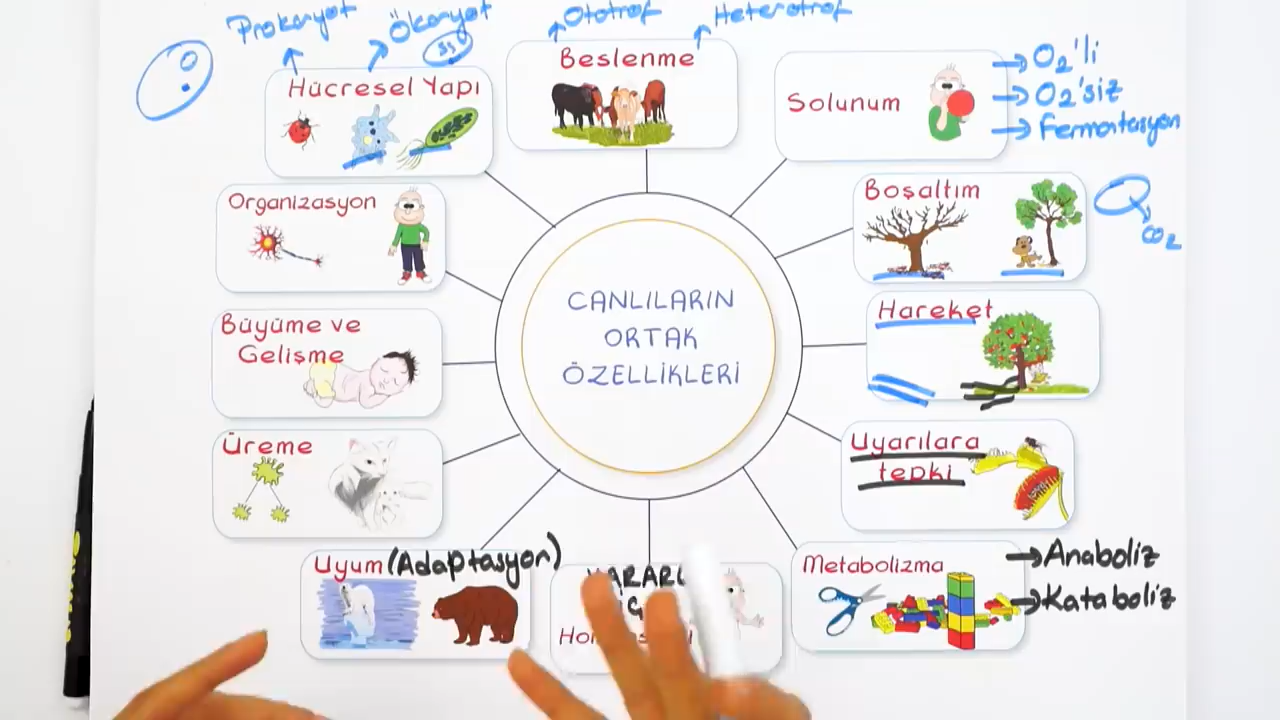 Prokaryot
Ökaryot
Ototrof
Heterotrof
Hücresel Yapı
Beslenme
Solunum
O₂'li
O₂'siz
Fermantasyon
Organizasyon
Boşaltım
CO₂
CANLILARIN
ORTAK
ÖZELLİKLERİ
Büyüme ve
Gelişme
Hareket
Üreme
Uyarılara
tepki
Uyum (Adaptasyon)
Metabolizma
Anaboliz
Kataboliz